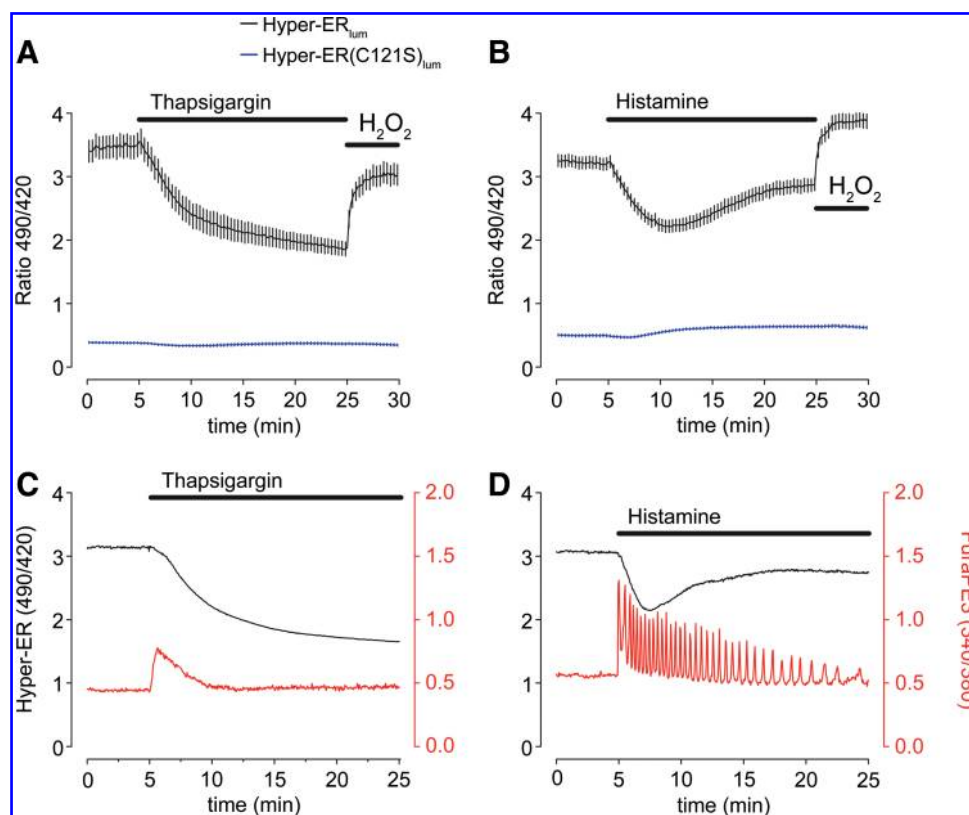 Hyper-ER lum
Hyper-ER(C121S) lum
A
Thapsigargin
H2O2
Ratio 490/420
4
3
2
1
0
0 5 10 15 20 25 30
time (min)
B
Histamine
H2O2
Ratio 490/420
4
3
2
1
0
0 5 10 15 20 25 30
time (min)
C
Thapsigargin
Hyper-ER (490/420)
4
3
2
1
0
2.0
1.5
1.0
0.5
0.0
0 5 10 15 20 25
time (min)
D
Histamine
4
3
2
1
0
2.0
1.5
1.0
0.5
0.0
0 5 10 15 20 25
time (min)